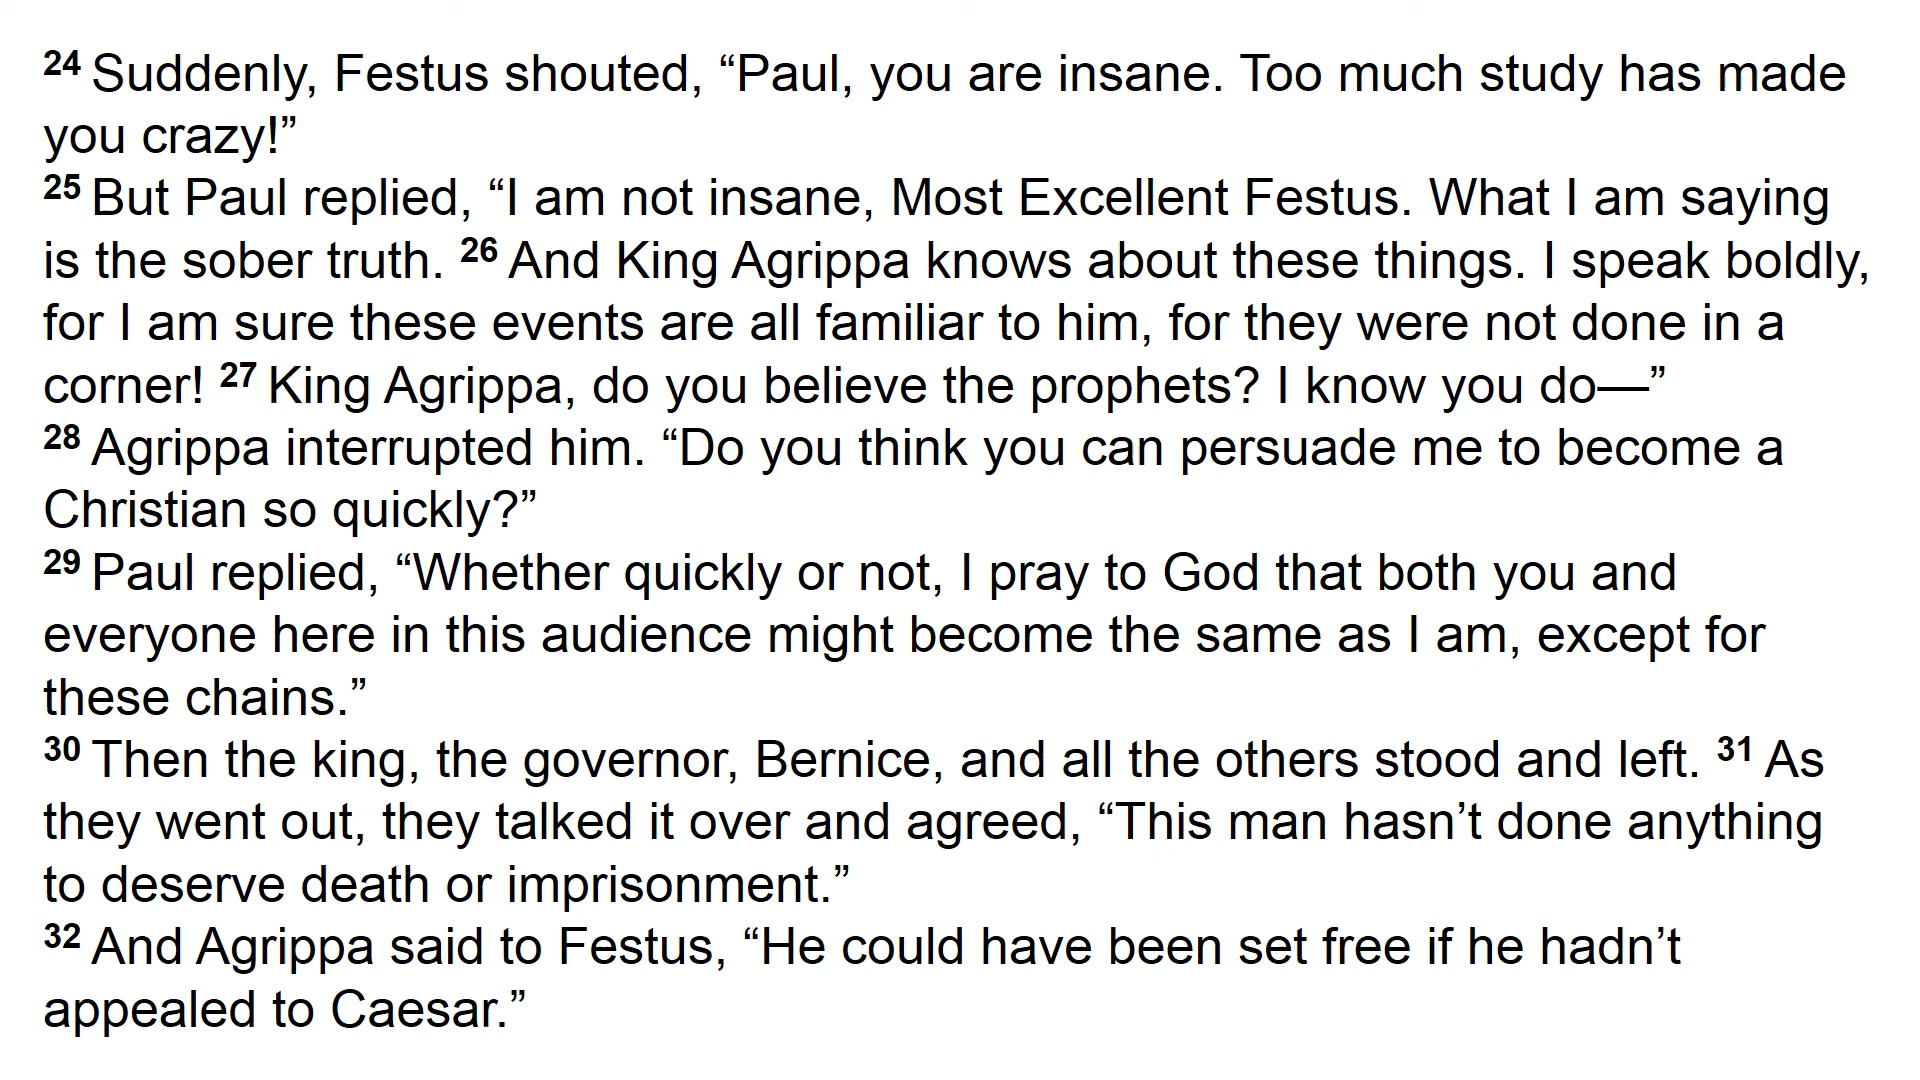 24 Suddenly, Festus shouted, “Paul, you are insane. Too much study has made
you crazy!”
25 But Paul replied, “I am not insane, Most Excellent Festus. What I am saying
is the sober truth. 26 And King Agrippa knows about these things. I speak boldly,
for I am sure these events are all familiar to him, for they were not done in a
corner! 27 King Agrippa, do you believe the prophets? I know you do—”
28 Agrippa interrupted him. “Do you think you can persuade me to become a
Christian so quickly?”
29 Paul replied, “Whether quickly or not, I pray to God that both you and
everyone here in this audience might become the same as I am, except for
these chains.”
30 Then the king, the governor, Bernice, and all the others stood and left. 31 As
they went out, they talked it over and agreed, “This man hasn’t done anything
to deserve death or imprisonment.”
32 And Agrippa said to Festus, “He could have been set free if he hadn’t
appealed to Caesar.”